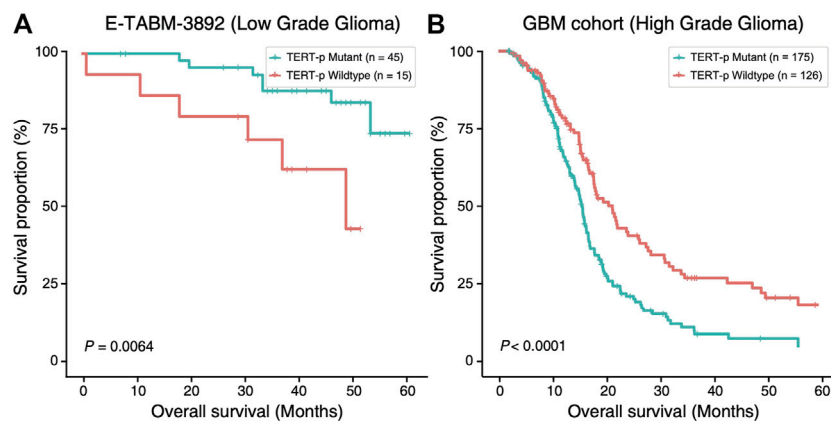 A
E-TABM-3892 (Low Grade Glioma)
TERT-p Mutant (n = 45)
TERT-p Wildtype (n = 15)
Survival proportion (%)
100
75
50
25
0
P = 0.0064
0 10 20 30 40 50 60
Overall survival (Months)
B
GBM cohort (High Grade Glioma)
TERT-p Mutant (n = 175)
TERT-p Wildtype (n = 126)
Survival proportion (%)
100
75
50
25
0
P < 0.0001
0 10 20 30 40 50 60
Overall survival (Months)